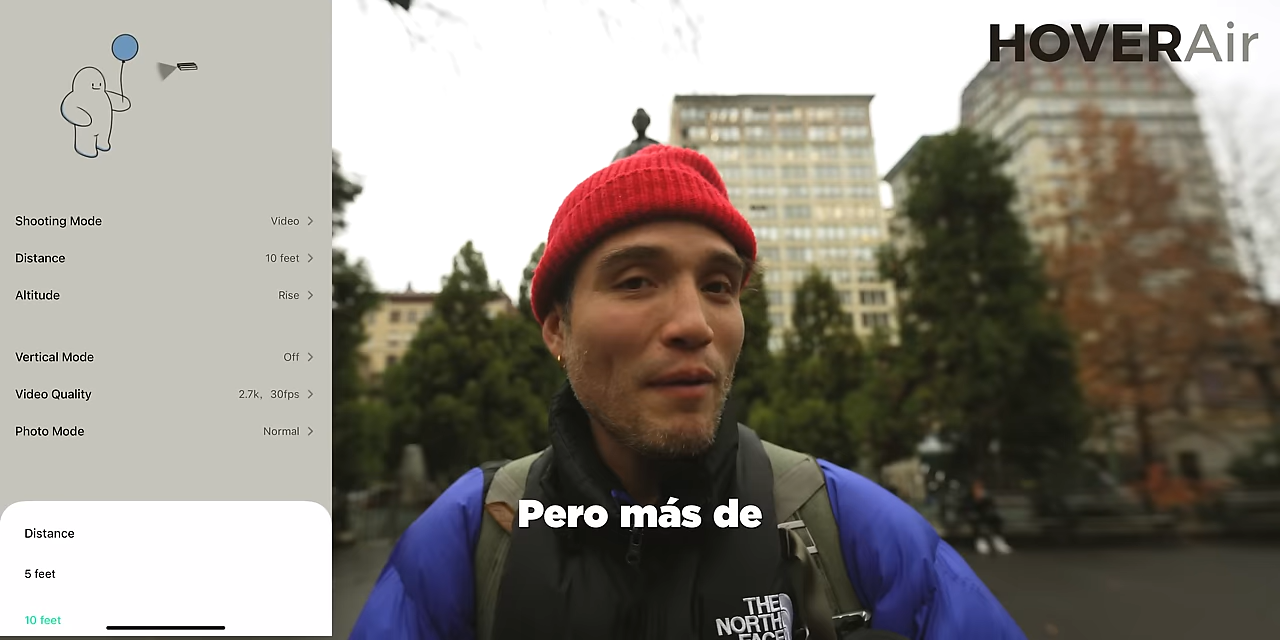 Shooting Mode Video
Distance 10 feet
Altitude Rise
Vertical Mode Off
Video Quality 2.7k, 30fps
Photo Mode Normal
Distance
5 feet
10 feet
HOVERAir
Pero más de
THE
NORTH
FACE